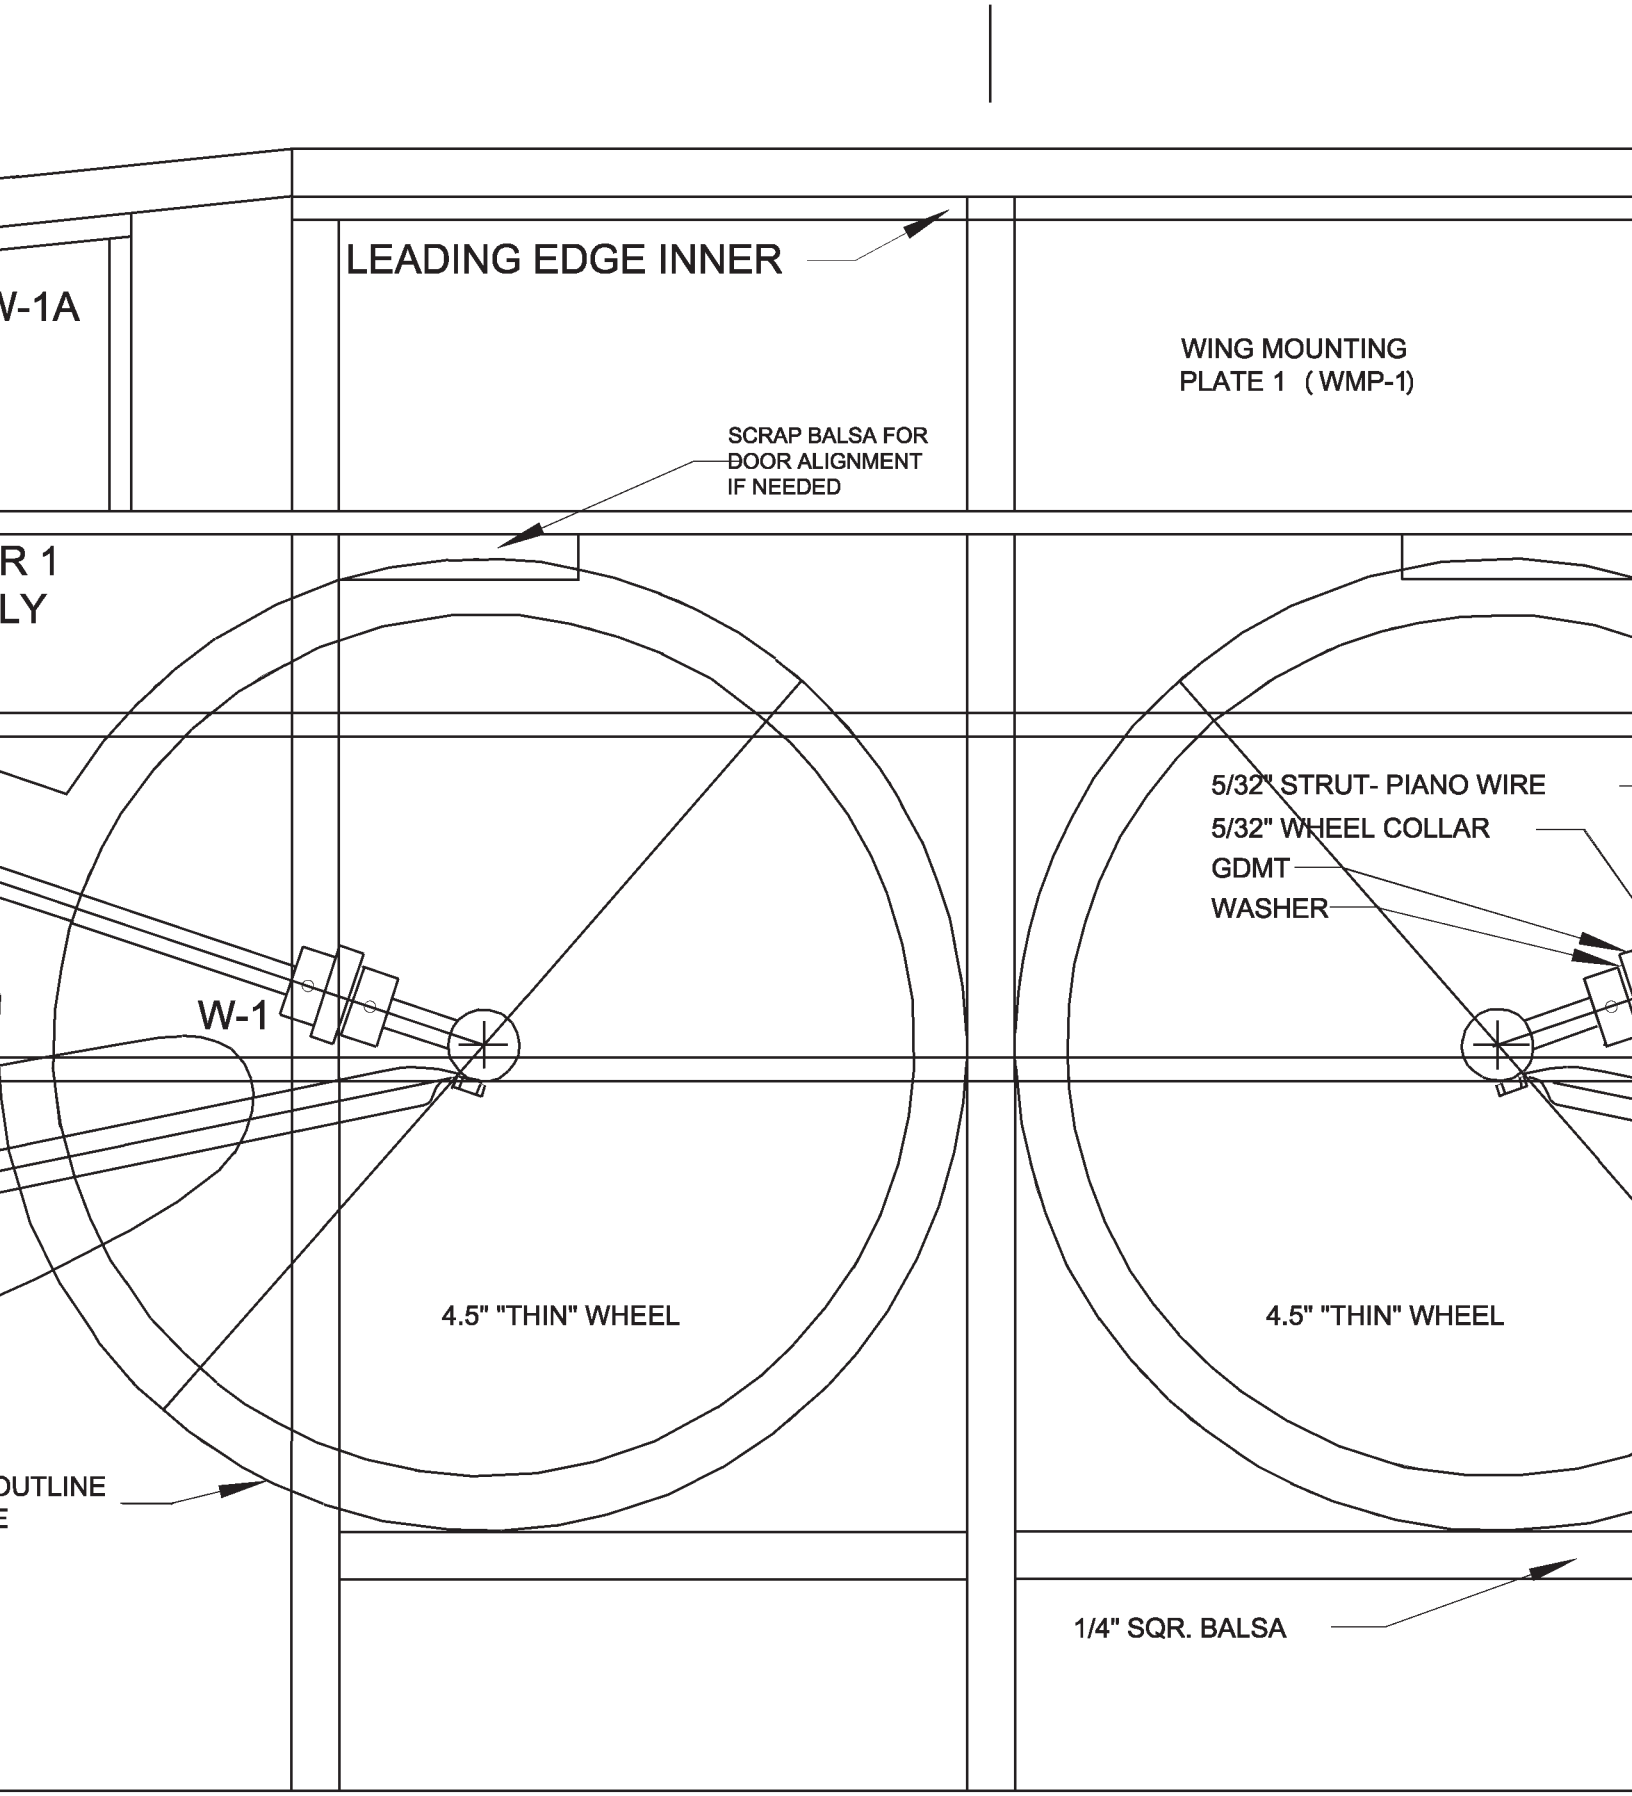 LEADING EDGE INNER
W-1A
WING MOUNTING
PLATE 1 ( WMP-1)
SCRAP BALSA FOR
DOOR ALIGNMENT
IF NEEDED
R 1
LY
5/32" STRUT- PIANO WIRE
5/32" WHEEL COLLAR
GDMT
WASHER
W-1
4.5" "THIN" WHEEL
4.5" "THIN" WHEEL
OUTLINE
E
1/4" SQR. BALSA